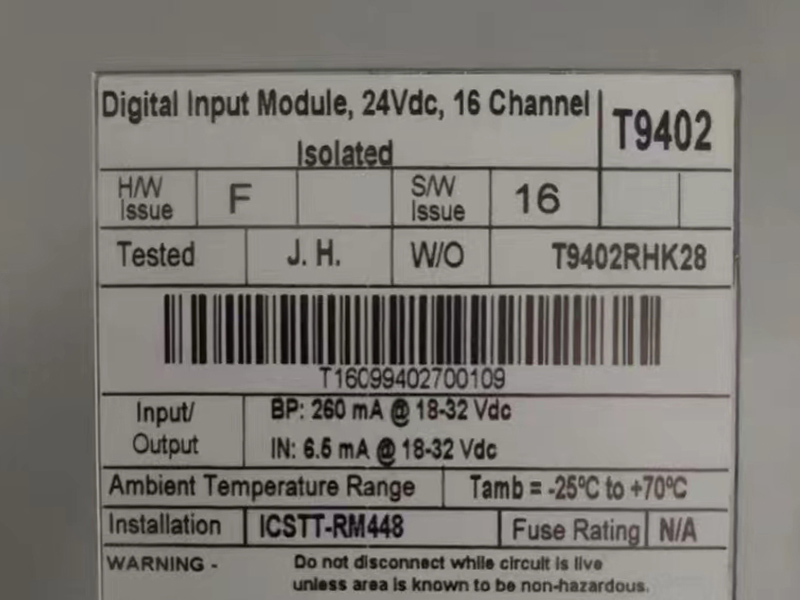 Digital Input Module, 24Vdc, 16 Channel
Isolated
T9402
H/W Issue F S/W Issue 16
Tested J. H. W/O T9402RHK28
T16099402700109
Input/ Output
BP: 260 mA @ 18-32 Vdc
IN: 6.5 mA @ 18-32 Vdc
Ambient Temperature Range Tamb = -25ºC to +70ºC
Installation ICSTT-RM448 Fuse Rating N/A
WARNING - Do not disconnect while circuit is live
unless area is known to be non-hazardous.